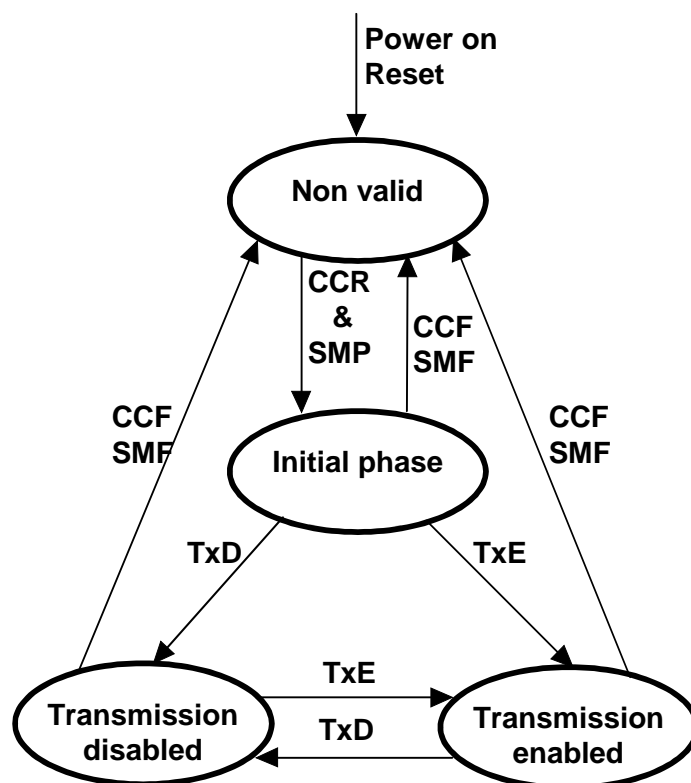 Power on
Reset
Non valid
CCR
&
SMP
CCF
SMF
CCF
SMF
CCF
SMF
Initial phase
TxD
TxE
TxE
Transmission
disabled
TxD
Transmission
enabled